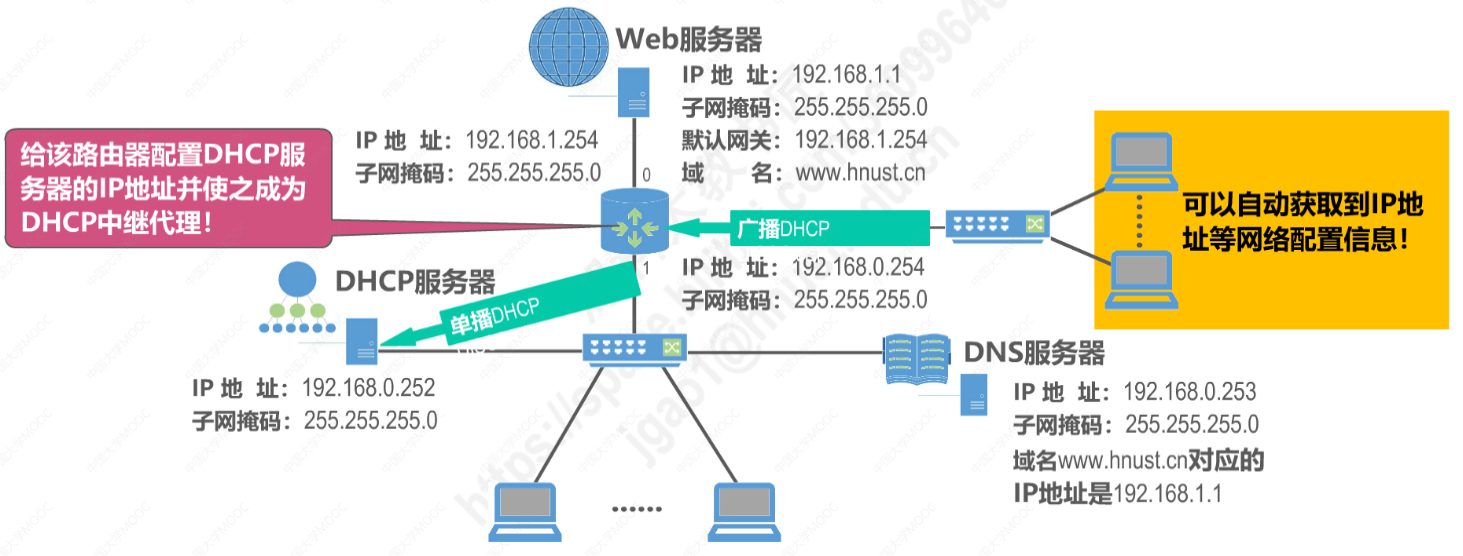 Web服务器
IP 地 址：192.168.1.1
子网掩码：255.255.255.0
默认网关：192.168.1.254
域 名：www.hnust.cn
IP 地 址：192.168.1.254
子网掩码：255.255.255.0
0
给该路由器配置DHCP服
务器的IP地址并使之成为
DHCP中继代理！
广播DHCP
可以自动获取到IP地
址等网络配置信息！
1
IP 地 址：192.168.0.254
子网掩码：255.255.255.0
DHCP服务器
单播DHCP
IP 地 址：192.168.0.252
子网掩码：255.255.255.0
DNS服务器
IP 地 址：192.168.0.253
子网掩码：255.255.255.0
域名www.hnust.cn对应的
IP地址是192.168.1.1
......
中国大学MOOC